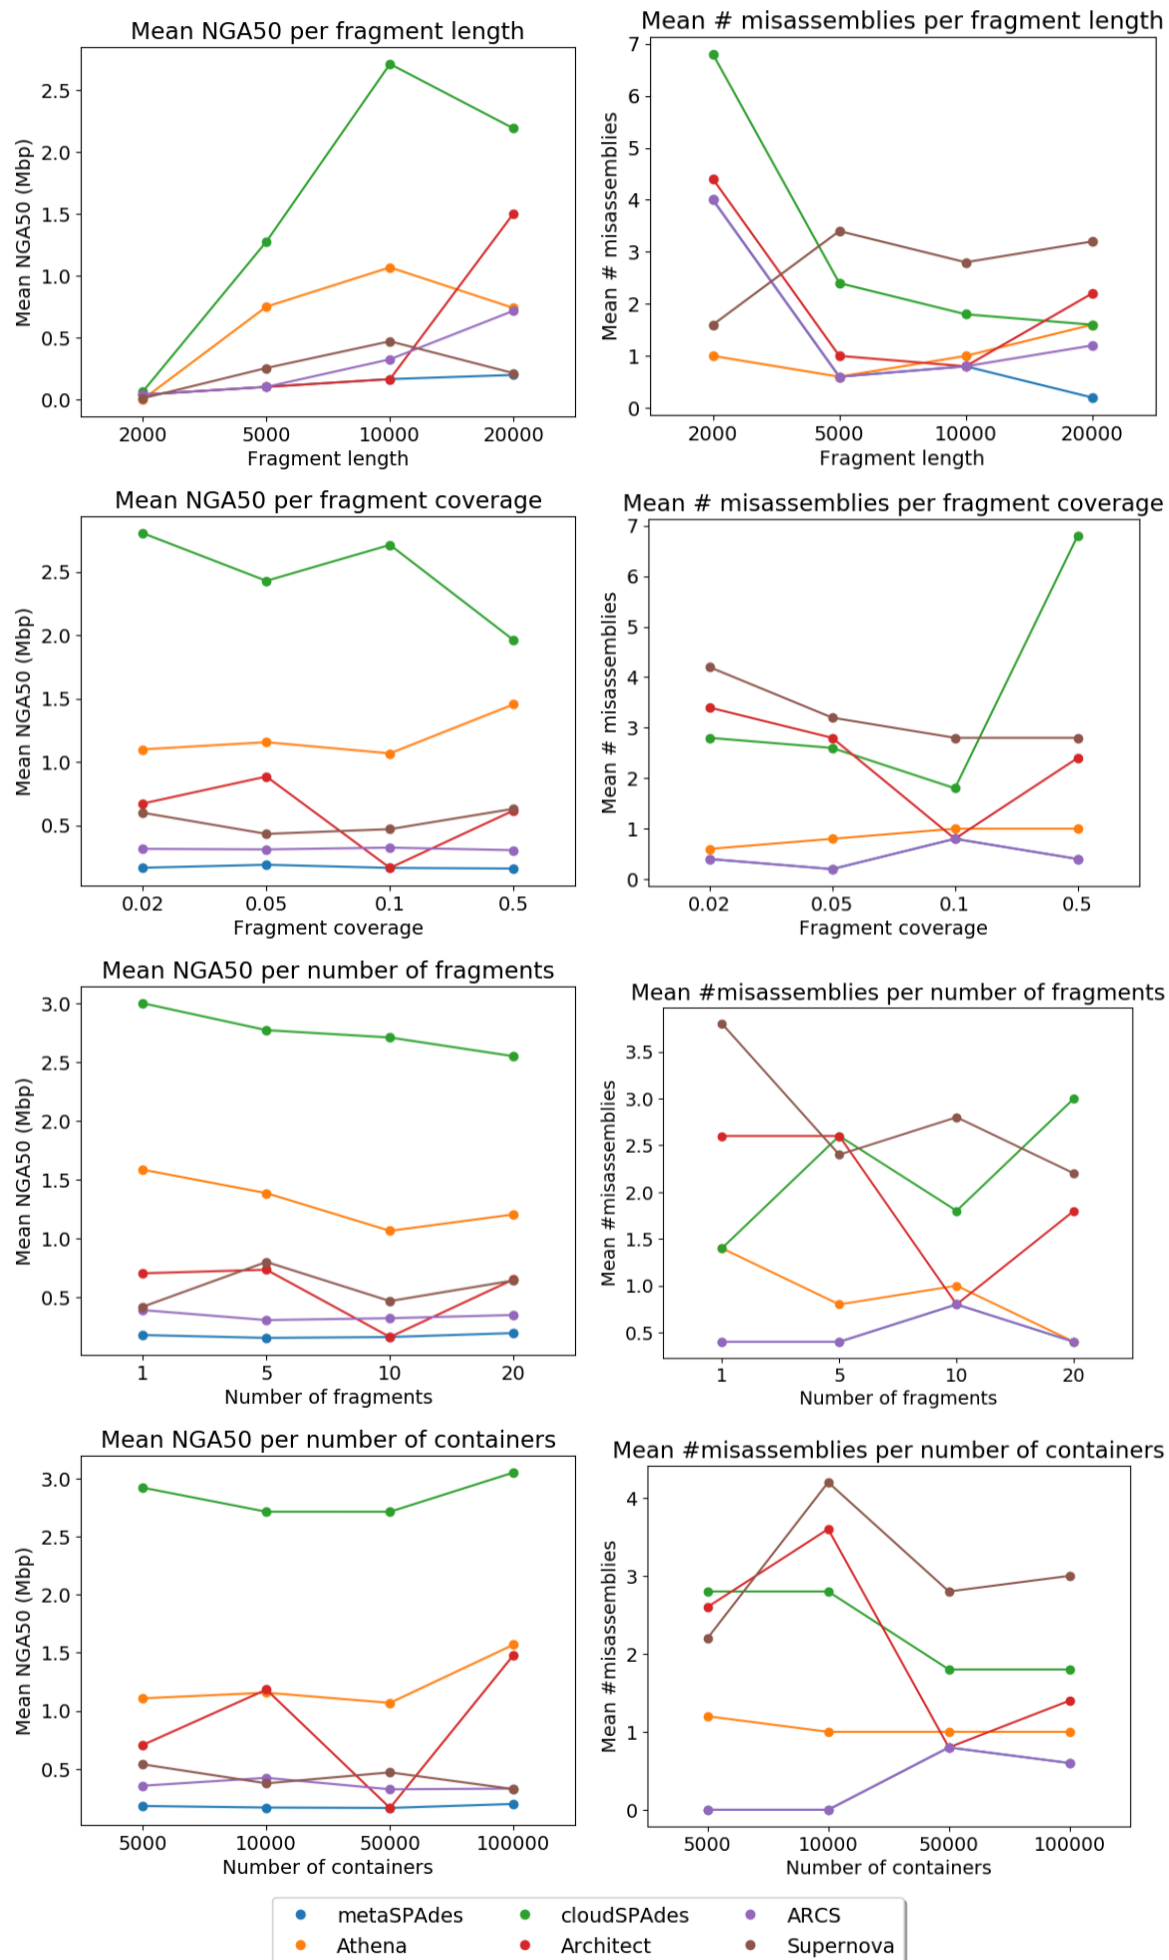 Mean NGA50 per fragment length
Mean NGA50 (Mbp)
2.5
2.0
1.5
1.0
0.5
0.0
2000 5000 10000 20000
Fragment length
Mean # misassemblies per fragment length
Mean # misassemblies
7
6
5
4
3
2
1
0
2000 5000 10000 20000
Fragment length
Mean NGA50 per fragment coverage
Mean NGA50 (Mbp)
2.5
2.0
1.5
1.0
0.5
0.02 0.05 0.1 0.5
Fragment coverage
Mean # misassemblies per fragment coverage
Mean # misassemblies
7
6
5
4
3
2
1
0
0.02 0.05 0.1 0.5
Fragment coverage
Mean NGA50 per number of fragments
Mean NGA50 (Mbp)
3.0
2.5
2.0
1.5
1.0
0.5
1 5 10 20
Number of fragments
Mean #misassemblies per number of fragments
Mean #misassemblies
3.5
3.0
2.5
2.0
1.5
1.0
0.5
1 5 10 20
Number of fragments
Mean NGA50 per number of containers
Mean NGA50 (Mbp)
3.0
2.5
2.0
1.5
1.0
0.5
5000 10000 50000 100000
Number of containers
Mean #misassemblies per number of containers
Mean #misassemblies
4
3
2
1
0
5000 10000 50000 100000
Number of containers
metaSPAdes cloudSPAdes ARCS
Athena Architect Supernova